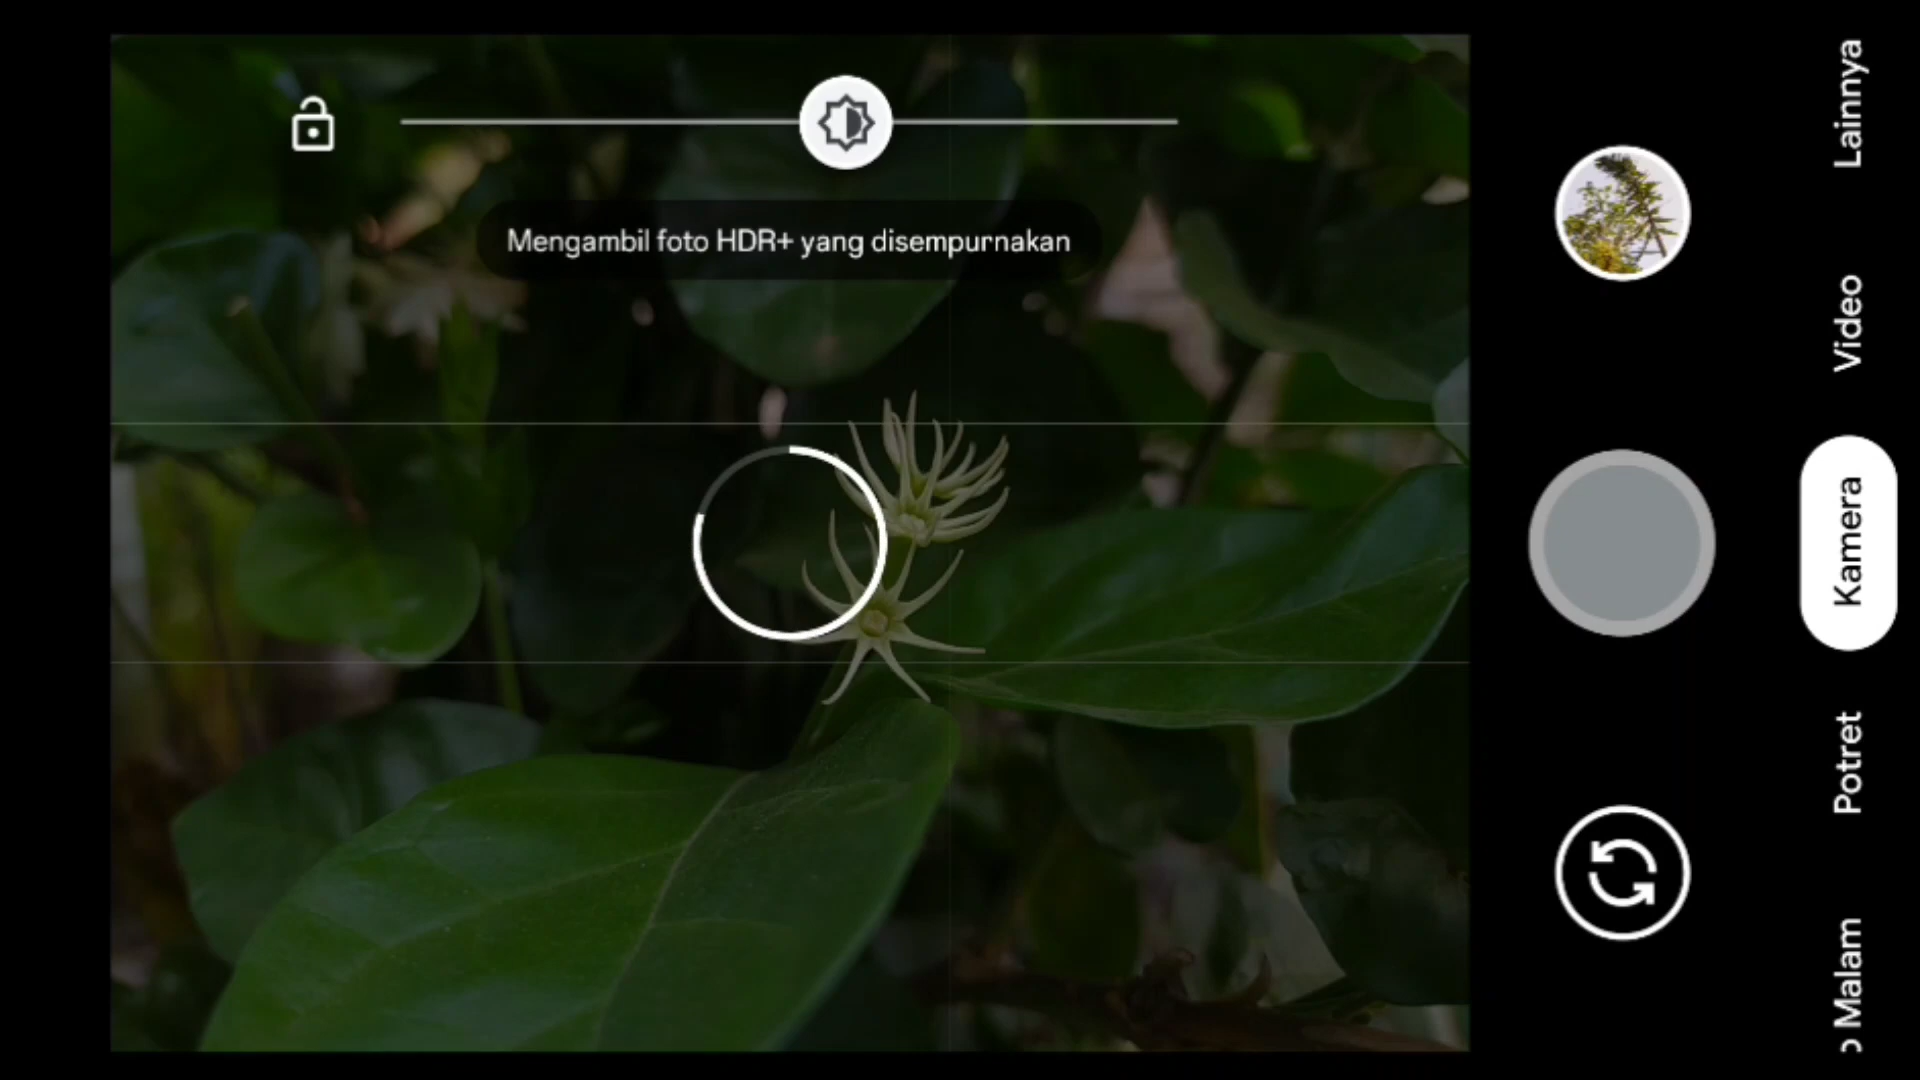 Mengambil foto HDR+ yang disempurnakan
Lainnya
Video
Kamera
Potret
Malam